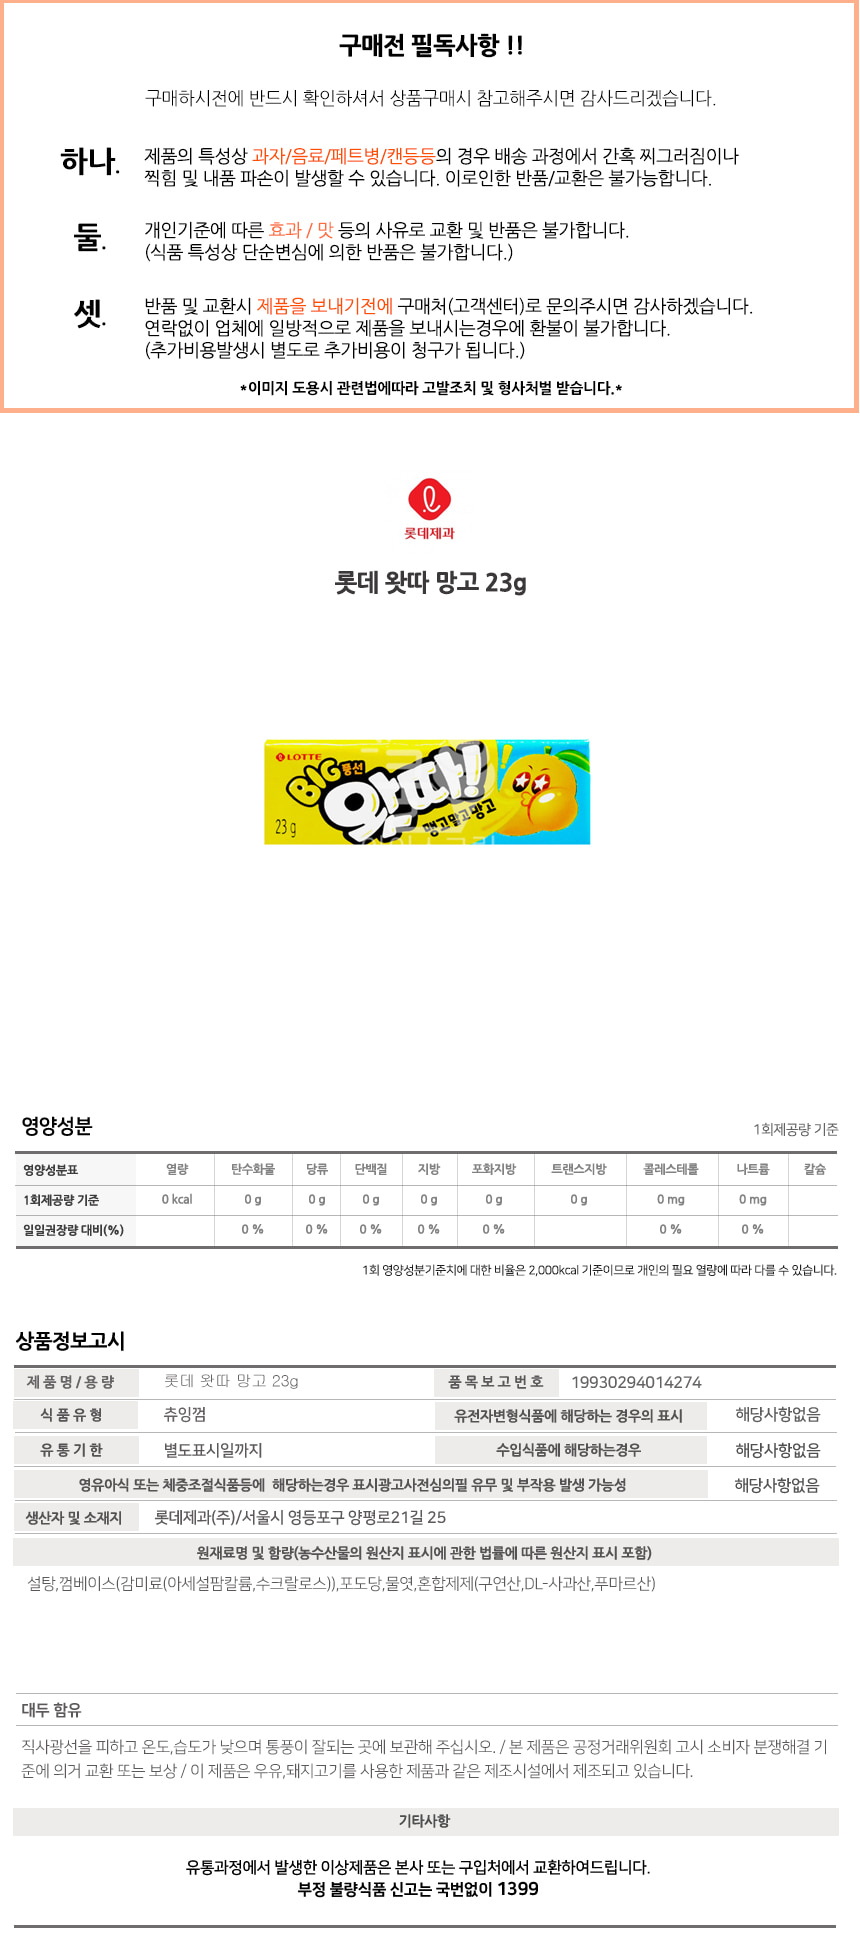 구매전 필독사항 !!
구매하시전에 반드시 확인하셔서 상품구매시 참고해주시면 감사드리겠습니다.
하나. 제품의 특성상 과자/음료/페트병/캔등등의 경우 배송 과정에서 간혹 찌그러짐이나
찍힘 및 내품 파손이 발생할 수 있습니다. 이로인한 반품/교환은 불가능합니다.
둘. 개인기준에 따른 효과 / 맛 등의 사유로 교환 및 반품은 불가합니다.
(식품 특성상 단순변심에 의한 반품은 불가합니다.)
셋. 반품 및 교환시 제품을 보내기전에 구매처(고객센터)로 문의주시면 감사하겠습니다.
연락없이 업체에 일방적으로 제품을 보내시는경우에 환불이 불가합니다.
(추가비용발생시 별도로 추가비용이 청구가 됩니다.)
*이미지 도용시 관련법에따라 고발조치 및 형사처벌 받습니다.*
롯데제과
롯데 왓따 망고 23g
LOTTE
BIG 풍선
왓따!
맹고말고망고
23 g
영양성분
1회제공량 기준
영양성분표 열량 탄수화물 당류 단백질 지방 포화지방 트랜스지방 콜레스테롤 나트륨 칼슘
1회제공량 기준 0 kcal 0 g 0 g 0 g 0 g 0 g 0 g 0 mg 0 mg
일일권장량 대비(%) 0 % 0 % 0 % 0 % 0 % 0 % 0 %
1회 영양성분기준치에 대한 비율은 2,000kcal 기준이므로 개인의 필요 열량에 따라 다를 수 있습니다.
상품정보고시
제품명/용량 롯데 왓따 망고 23g 품목보고번호 19930294014274
식품유형 츄잉껌 유전자변형식품에 해당하는 경우의 표시 해당사항없음
유통기한 별도표시일까지 수입식품에 해당하는경우 해당사항없음
영유아식 또는 체중조절식품등에 해당하는경우 표시광고사전심의필 유무 및 부작용 발생 가능성 해당사항없음
생산자 및 소재지 롯데제과(주)/서울시 영등포구 양평로21길 25
원재료명 및 함량(농수산물의 원산지 표시에 관한 법률에 따른 원산지 표시 포함)
설탕,껌베이스(감미료(아세설팜칼륨,수크랄로스)),포도당,물엿,혼합제제(구연산,DL-사과산,푸마르산)
대두 함유
직사광선을 피하고 온도,습도가 낮으며 통풍이 잘되는 곳에 보관해 주십시오. / 본 제품은 공정거래위원회 고시 소비자 분쟁해결 기
준에 의거 교환 또는 보상 / 이 제품은 우유,돼지고기를 사용한 제품과 같은 제조시설에서 제조되고 있습니다.
기타사항
유통과정에서 발생한 이상제품은 본사 또는 구입처에서 교환하여드립니다.
부정 불량식품 신고는 국번없이 1399